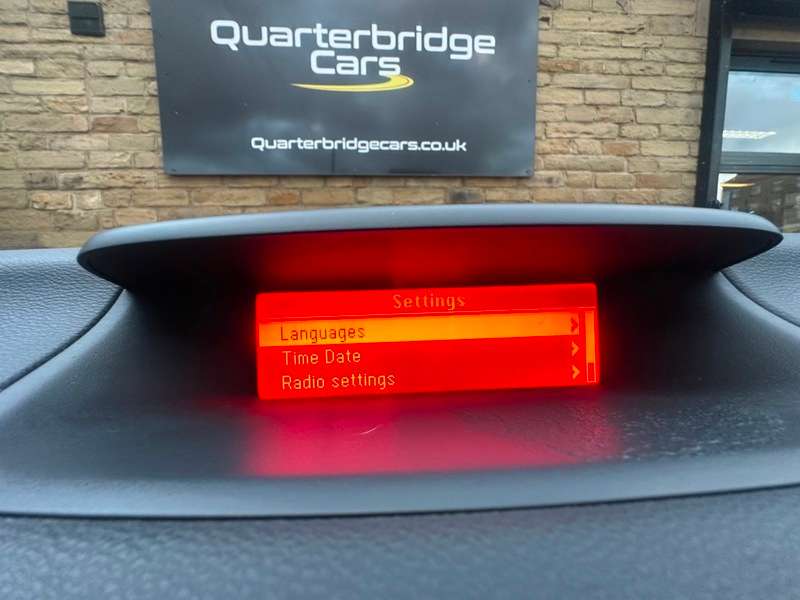 Quarterbridge
Cars
Quarterbridgecars.co.uk
Settings
Languages
Time Date
Radio settings